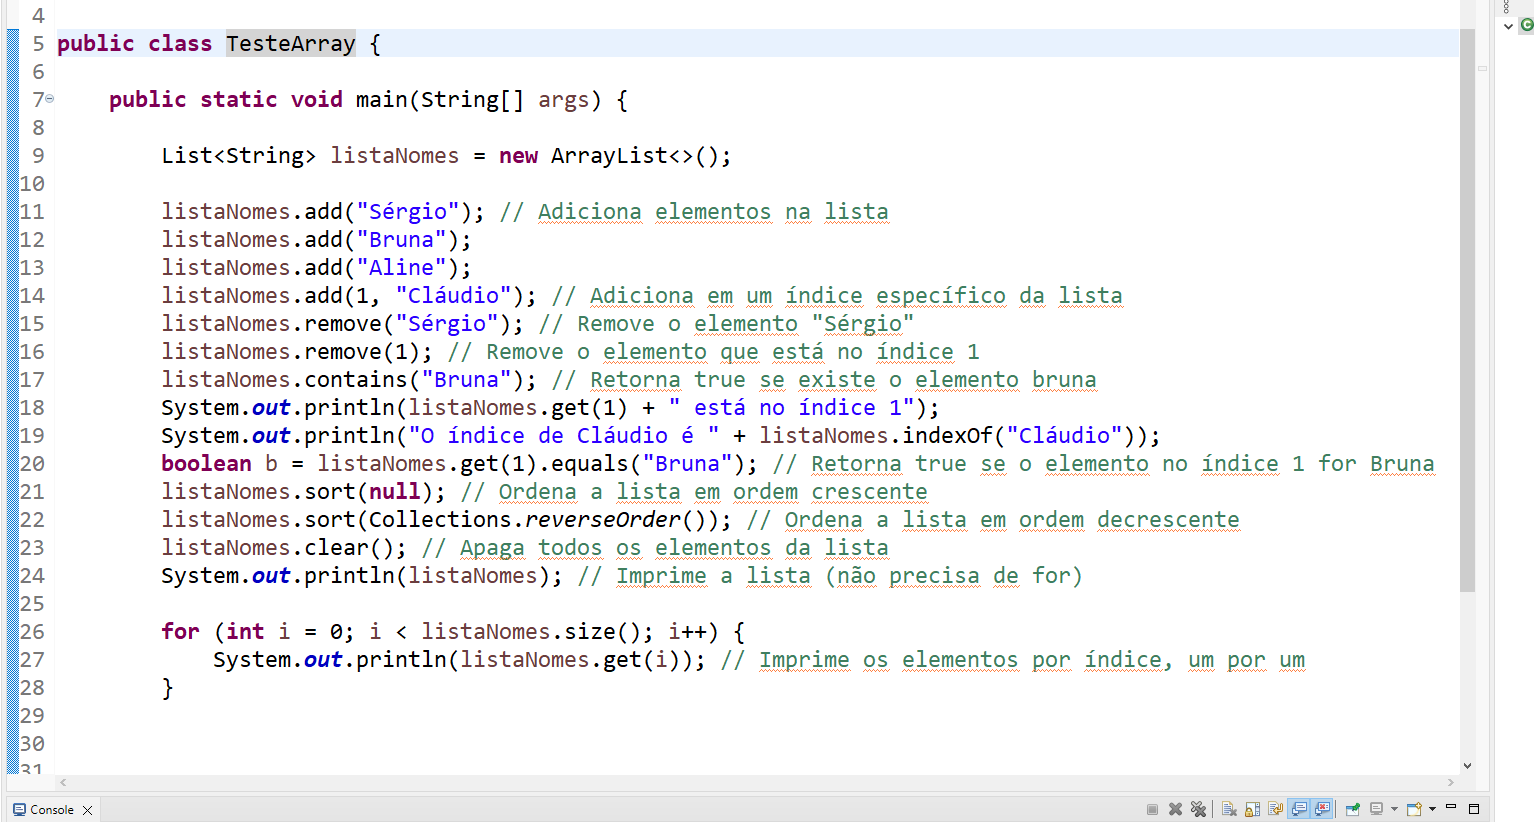 4
5 public class TesteArray {
6
7 public static void main(String[] args) {
8
9 List<String> listaNomes = new ArrayList<>();
10
11 listaNomes.add("Sérgio"); // Adiciona elementos na lista
12 listaNomes.add("Bruna");
13 listaNomes.add("Aline");
14 listaNomes.add(1, "Cláudio"); // Adiciona em um índice específico da lista
15 listaNomes.remove("Sérgio"); // Remove o elemento "Sérgio"
16 listaNomes.remove(1); // Remove o elemento que está no índice 1
17 listaNomes.contains("Bruna"); // Retorna true se existe o elemento bruna
18 System.out.println(listaNomes.get(1) + " está no índice 1");
19 System.out.println("O índice de Cláudio é " + listaNomes.indexOf("Cláudio"));
20 boolean b = listaNomes.get(1).equals("Bruna"); // Retorna true se o elemento no índice 1 for Bruna
21 listaNomes.sort(null); // Ordena a lista em ordem crescente
22 listaNomes.sort(Collections.reverseOrder()); // Ordena a lista em ordem decrescente
23 listaNomes.clear(); // Apaga todos os elementos da lista
24 System.out.println(listaNomes); // Imprime a lista (não precisa de for)
25
26 for (int i = 0; i < listaNomes.size(); i++) {
27 System.out.println(listaNomes.get(i)); // Imprime os elementos por índice, um por um
28 }
29
30
31
Console